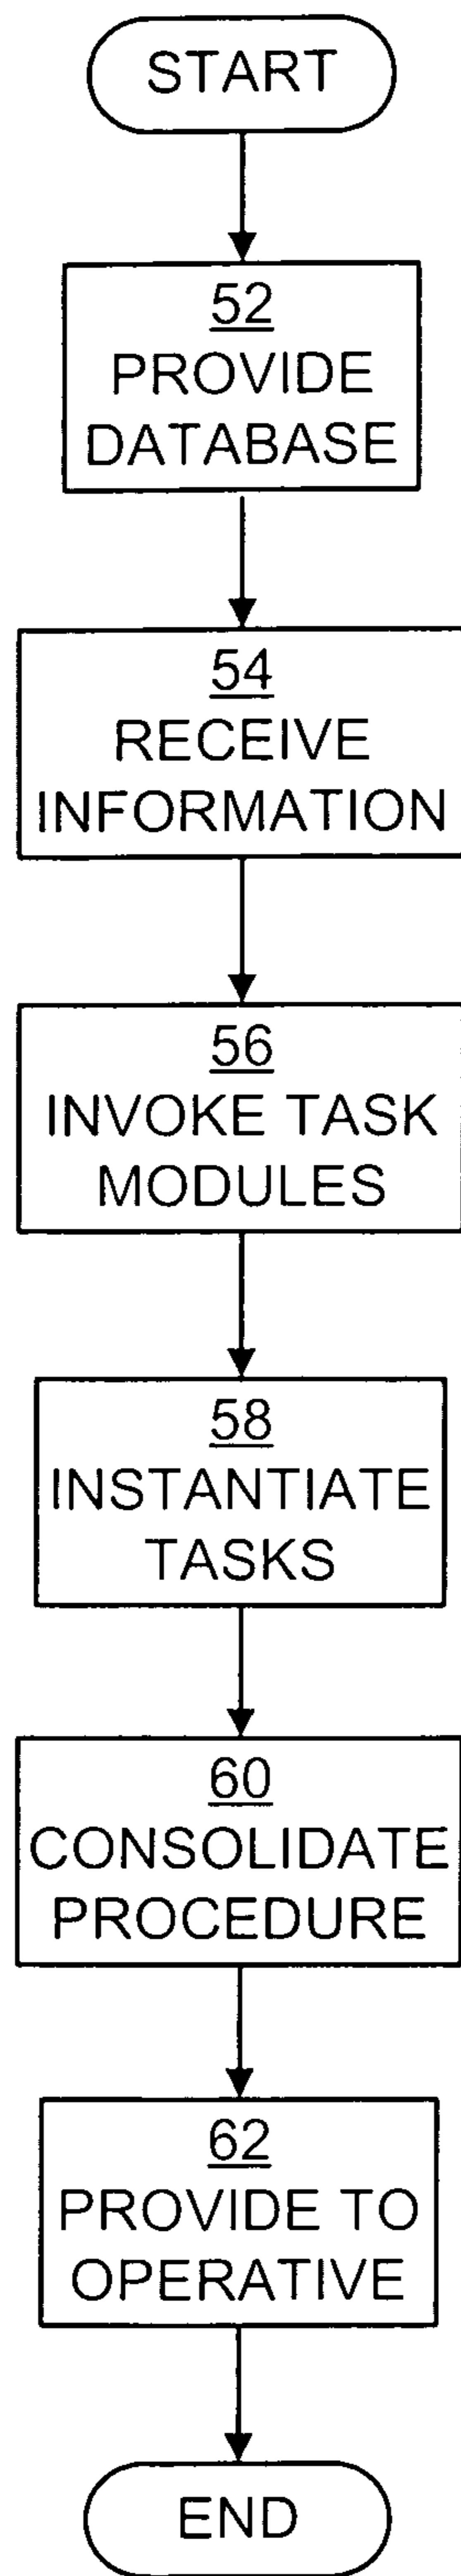 START
52
PROVIDE
DATABASE
54
RECEIVE
INFORMATION
56
INVOKE TASK
MODULES
58
INSTANTIATE
TASKS
60
CONSOLIDATE
PROCEDURE
62
PROVIDE TO
OPERATIVE
END